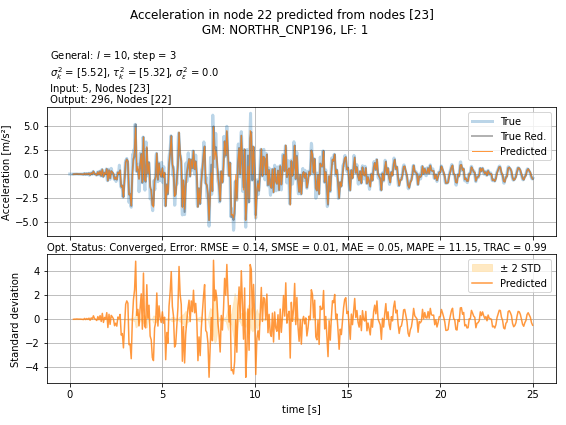 Acceleration in node 22 predicted from nodes [23]
GM: NORTHR_CNP196, LF: 1
General: l = 10, step = 3
σ²ₖ = [5.52], τ²ₖ = [5.32], σ²ε = 0.0
Input: 5, Nodes [23]
Output: 296, Nodes [22]
Acceleration [m/s²]
5.0
2.5
0.0
−2.5
−5.0
True
True Red.
Predicted
Opt. Status: Converged, Error: RMSE = 0.14, SMSE = 0.01, MAE = 0.05, MAPE = 11.15, TRAC = 0.99
Standard deviation
4
2
0
−2
−4
± 2 STD
Predicted
0 5 10 15 20 25
time [s]